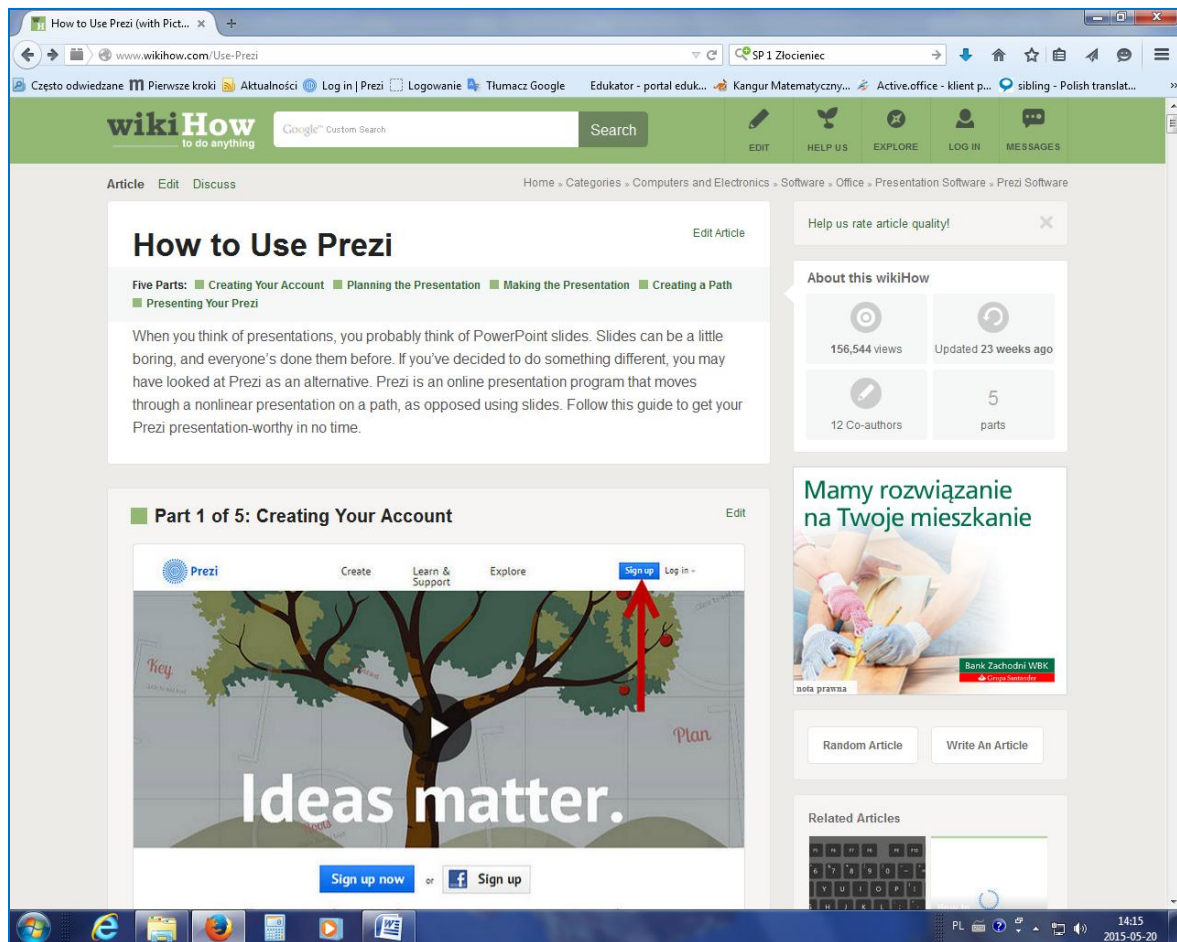 How to Use Prezi (with Pict...
www.wikihow.com/Use-Prezi
SP 1 Złocieniec
Często odwiedzane Pierwsze kroki Aktualności Log in | Prezi Logowanie Tłumacz Google Edukator - portal eduk... Kangur Matematyczny... Active.office - klient p... sibling - Polish translat...
wikiHow
to do anything
Google™ Custom Search
Search
EDIT HELP US EXPLORE LOG IN MESSAGES
Article Edit Discuss
Home » Categories » Computers and Electronics » Software » Office » Presentation Software » Prezi Software
How to Use Prezi
Edit Article
Five Parts: Creating Your Account Planning the Presentation Making the Presentation Creating a Path
Presenting Your Prezi
When you think of presentations, you probably think of PowerPoint slides. Slides can be a little
boring, and everyone's done them before. If you've decided to do something different, you may
have looked at Prezi as an alternative. Prezi is an online presentation program that moves
through a nonlinear presentation on a path, as opposed using slides. Follow this guide to get your
Prezi presentation-worthy in no time.
Help us rate article quality!
About this wikiHow
156,544 views
Updated 23 weeks ago
12 Co-authors
5
parts
Part 1 of 5: Creating Your Account
Edit
Prezi
Create
Learn &
Support
Explore
Sign up Log in
Key
Plan
Roots
Ideas matter.
Sign up now or Sign up
Mamy rozwiązanie
na Twoje mieszkanie
Bank Zachodni WBK
Grupa Santander
nota prawna
Random Article Write An Article
Related Articles
PL
14:15
2015-05-20